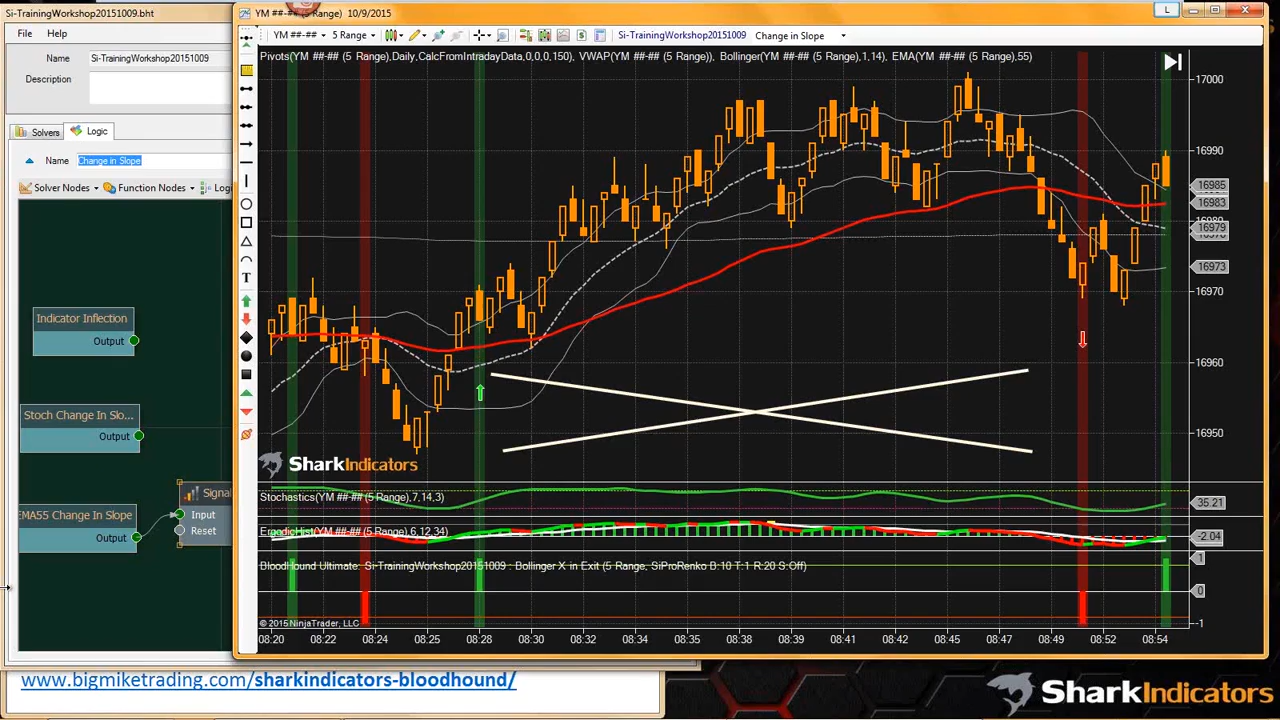 Si-TrainingWorkshop20151009.bht
File Help
Name Si-TrainingWorkshop20151009
Description
Solvers Logic
Name Change in Slope
Solver Nodes Function Nodes Logi
Indicator Inflection
Output
Stoch Change In Slo...
Output
EMA55 Change In Slope
Output
Signal
Input
Reset
www.bigmiketrading.com/sharkindicators-bloodhound/
YM ##-## (5 Range) 10/9/2015
L
YM ##-## 5 Range Si-TrainingWorkshop20151009 Change in Slope
Pivots(YM ##-## (5 Range),Daily,CalcFromIntradayData,0,0,0,150), VWAP(YM ##-## (5 Range)), Bollinger(YM ##-## (5 Range),1,14), EMA(YM ##-## (5 Range),55)
T
17000
16990
16985
16983
16980
16979
16973
16970
16960
16950
SharkIndicators
Stochastics(YM ##-## (5 Range),7,14,3)
35.21
ErgodicHist(YM ##-## (5 Range),6,12,34)
-2.04
BloodHound Ultimate: Si-TrainingWorkshop20151009 : Bollinger X in Exit (5 Range, SiProRenko B:10 T:1 R:20 S:Off)
1
0
-1
© 2015 NinjaTrader, LLC
08:20 08:22 08:24 08:25 08:28 08:30 08:32 08:34 08:35 08:38 08:39 08:41 08:42 08:45 08:47 08:49 08:52 08:54
SharkIndicators